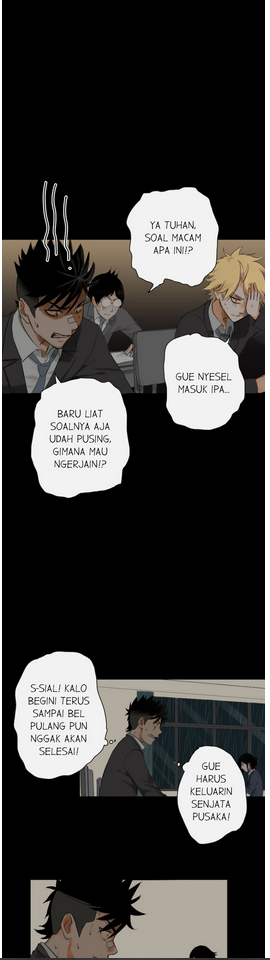 YA TUHAN,
SOAL MACAM
APA INI!?
GUE NYESEL
MASUK IPA...
BARU LIAT
SOALNYA AJA
UDAH PUSING,
GIMANA MAU
NGERJAIN!?
S-SIAL! KALO
BEGINI TERUS
SAMPAI BEL
PULANG PUN
NGGAK AKAN
SELESAI!
GUE
HARUS
KELUARIN
SENJATA
PUSAKA!